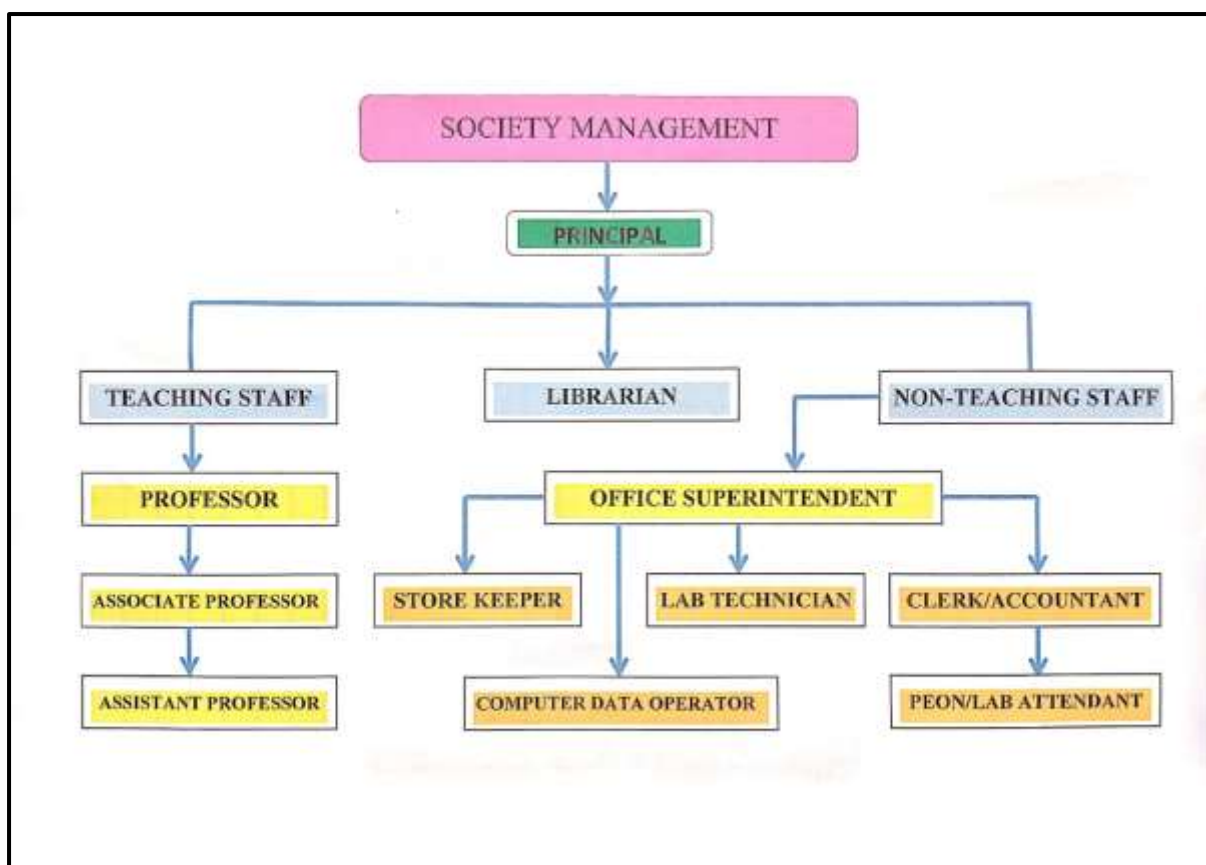 SOCIETY MANAGEMENT
PRINCIPAL
TEACHING STAFF
LIBRARIAN
NON-TEACHING STAFF
PROFESSOR
OFFICE SUPERINTENDENT
ASSOCIATE PROFESSOR
STORE KEEPER
LAB TECHNICIAN
CLERK/ACCOUNTANT
ASSISTANT PROFESSOR
COMPUTER DATA OPERATOR
PEON/LAB ATTENDANT